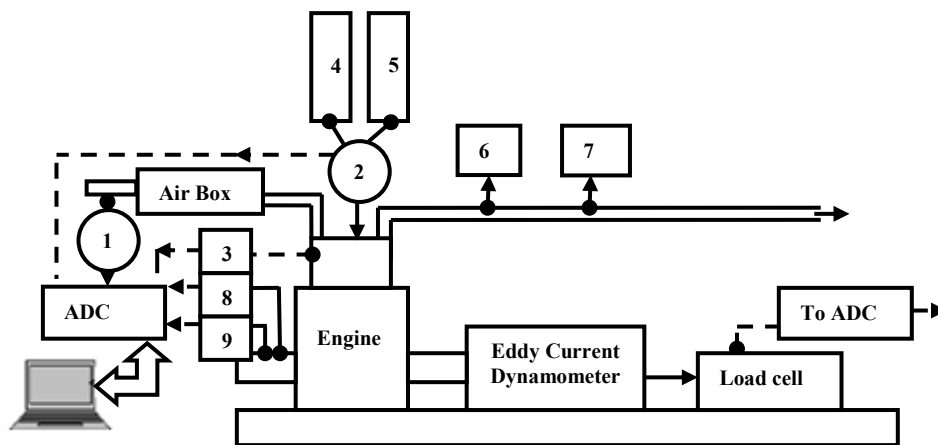 4
5
6
7
2
Air Box
1
3
8
9
ADC
Engine
Eddy Current
Dynamometer
Load cell
To ADC